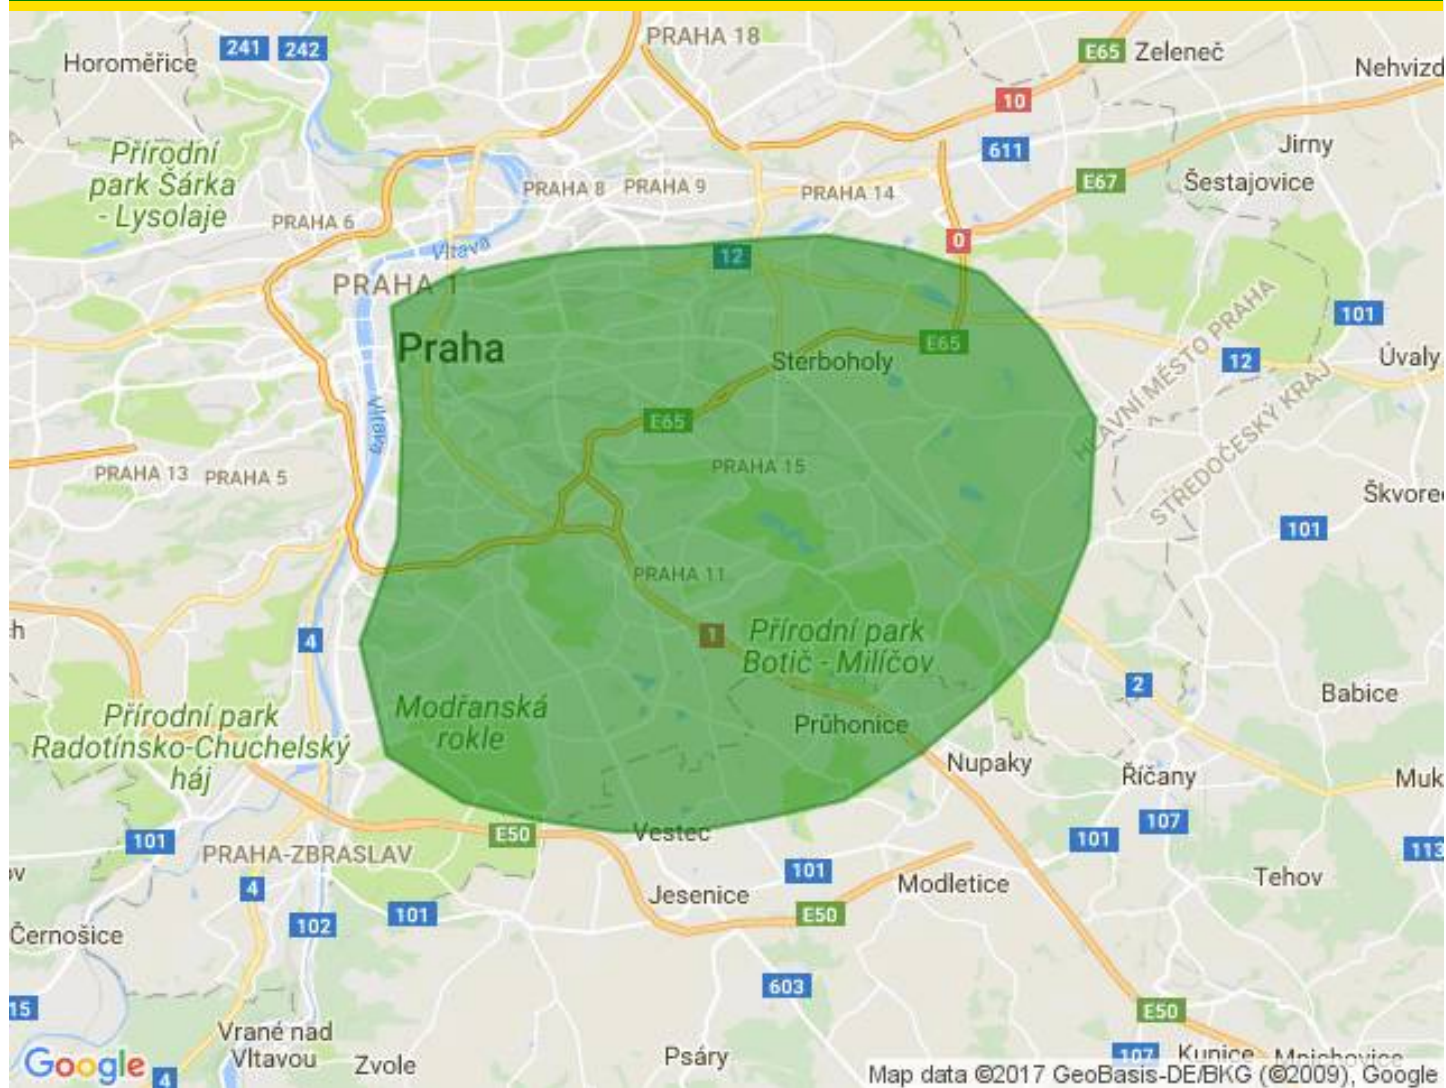 PRAHA 18
241
242
E65
Zeleneč
Horoměřice
Nehvizd
10
611
Jirny
Přírodní
park Šárka
- Lysolaje
PRAHA 8
PRAHA 9
PRAHA 14
E67
Šestajovice
PRAHA 6
Vltava
12
0
PRAHA 1
101
HLAVNÍ MĚSTO PRAHA
Praha
Sterboholy
E65
12
Úvaly
STŘEDOČESKÝ KRAJ
Vltava
E65
PRAHA 13
PRAHA 5
PRAHA 15
Škvorec
101
PRAHA 11
4
1
Přírodní park
Botič - Milíčov
2
Babice
Modřanská
rokle
Přírodní park
Radotínsko-Chuchelský
háj
Průhonice
Nupaky
Říčany
Muk
101
E50
Vestec
107
101
113
PRAHA-ZBRASLAV
4
Jesenice
101
Modletice
Tehov
102
101
E50
Černošice
15
603
E50
Vrané nad
Vltavou
Zvole
Psáry
107
Kunice
Mnichovice
Google
4
Map data ©2017 GeoBasis-DE/BKG (©2009), Google